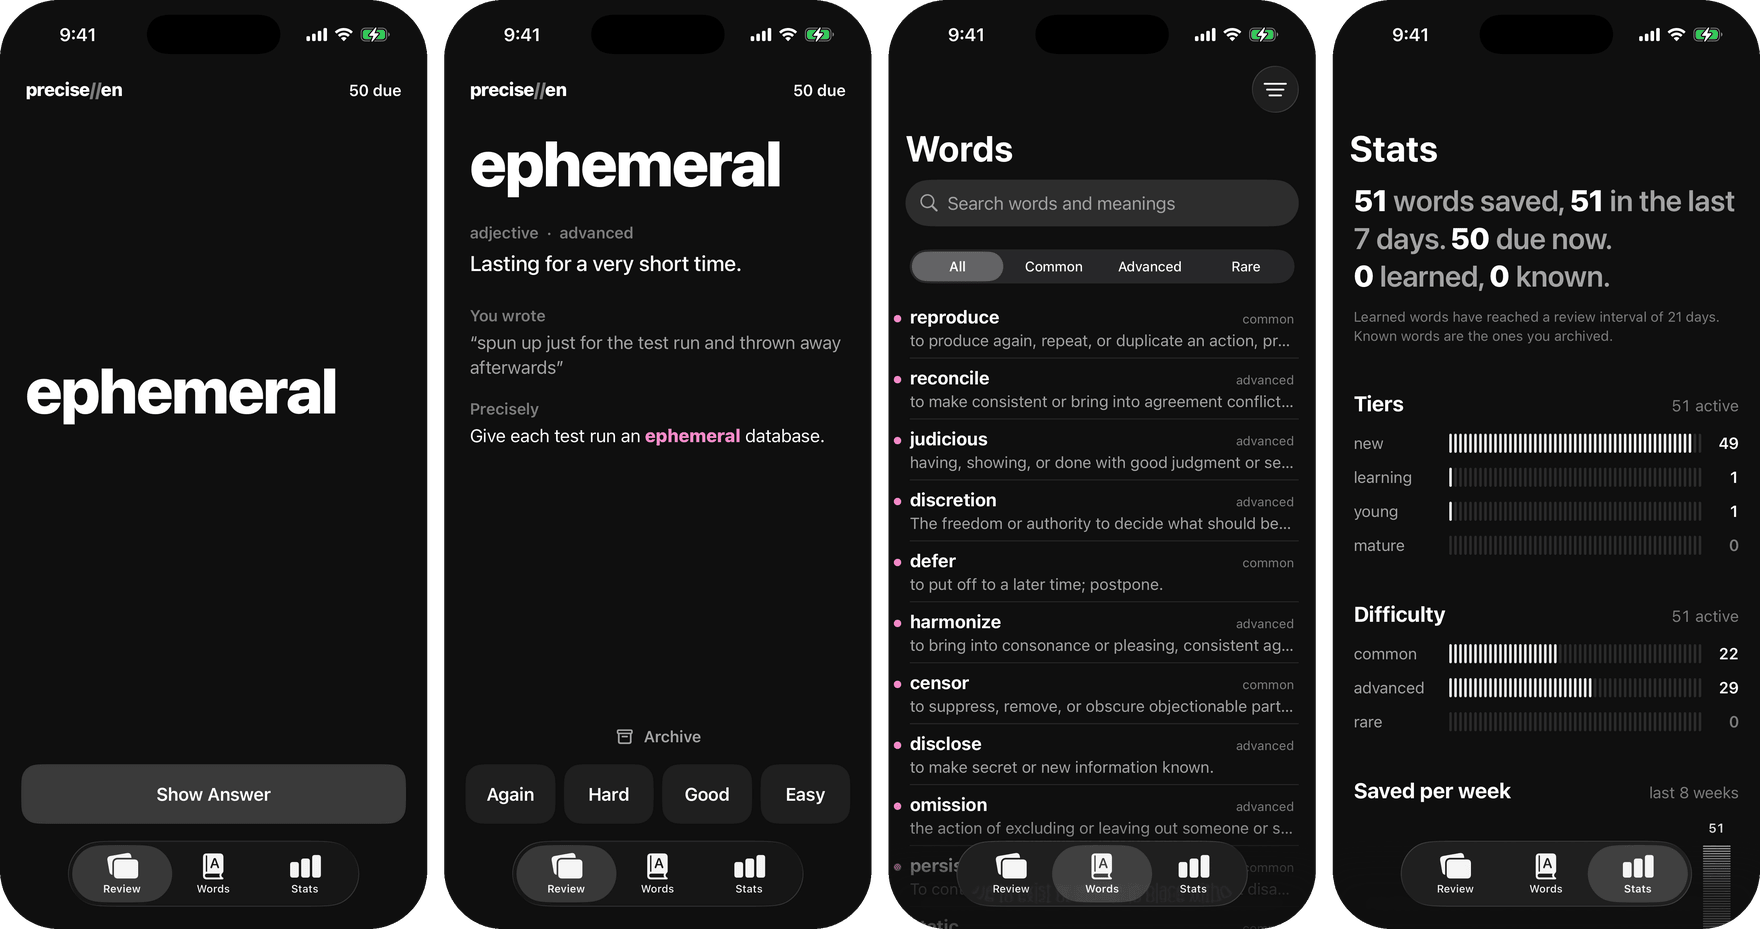 9:41
precise//en
50 due
ephemeral
Show Answer
Review
Words
Stats
9:41
precise//en
50 due
ephemeral
adjective · advanced
Lasting for a very short time.
You wrote
“spun up just for the test run and thrown away
afterwards”
Precisely
Give each test run an ephemeral database.
Archive
Again
Hard
Good
Easy
Review
Words
Stats
9:41
Words
Search words and meanings
All
Common
Advanced
Rare
reproduce
common
to produce again, repeat, or duplicate an action, pr...
reconcile
advanced
to make consistent or bring into agreement conflict...
judicious
advanced
having, showing, or done with good judgment or se...
discretion
advanced
The freedom or authority to decide what should be...
defer
common
to put off to a later time; postpone.
harmonize
advanced
to bring into consonance or pleasing, consistent ag...
censor
common
to suppress, remove, or obscure objectionable part...
disclose
advanced
to make secret or new information known.
omission
advanced
the action of excluding or leaving out someone or s...
persis
common
To con
disa...
Review
Words
Stats
9:41
Stats
51 words saved, 51 in the last
7 days. 50 due now.
0 learned, 0 known.
Learned words have reached a review interval of 21 days.
Known words are the ones you archived.
Tiers
51 active
new
49
learning
1
young
1
mature
0
Difficulty
51 active
common
22
advanced
29
rare
0
Saved per week
last 8 weeks
51
Review
Words
Stats